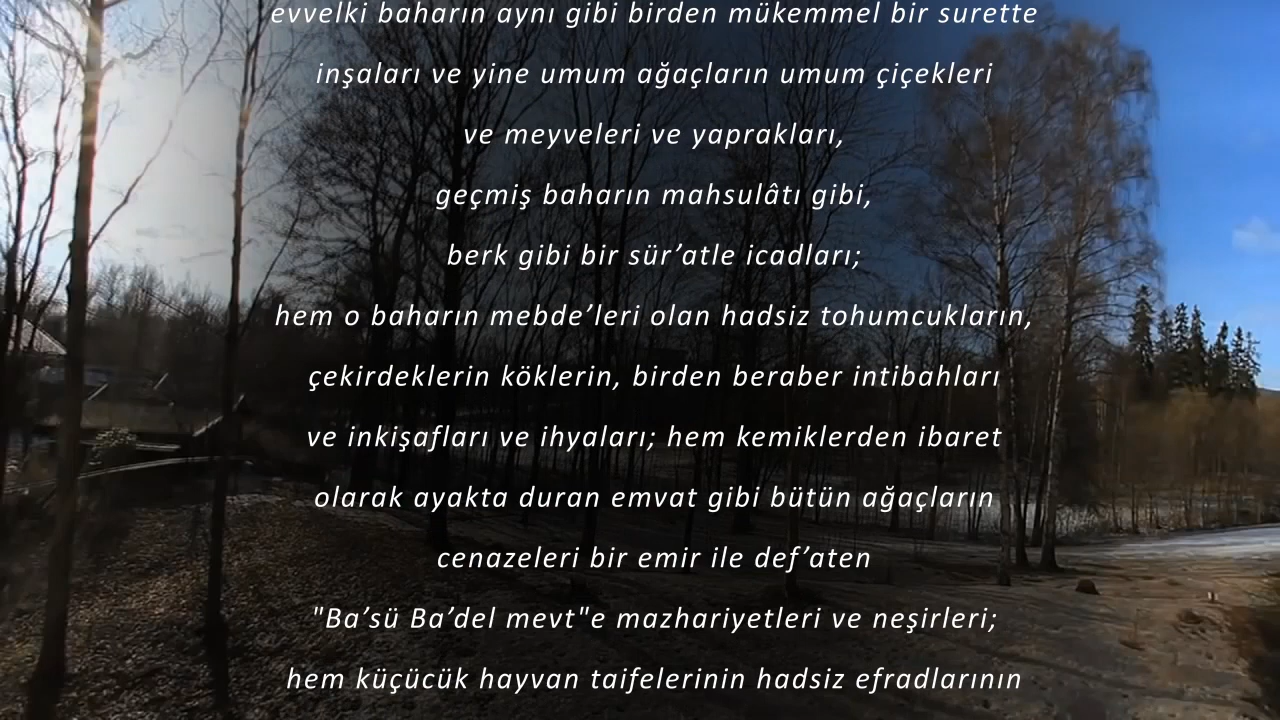 evvelki baharın aynı gibi birden mükemmel bir surette
inşaları ve yine umum ağaçların umum çiçekleri
ve meyveleri ve yaprakları,
geçmiş baharın mahsulâtı gibi,
berk gibi bir sür’atle icadları;
hem o baharın mebde’leri olan hadsiz tohumcukların,
çekirdeklerin köklerin, birden beraber intibahları
ve inkişafları ve ihyaları; hem kemiklerden ibaret
olarak ayakta duran emvat gibi bütün ağaçların
cenazeleri bir emir ile def’aten
"Ba’sü Ba’del mevt"e mazhariyetleri ve neşirleri;
hem küçücük hayvan taifelerinin hadsiz efradlarının